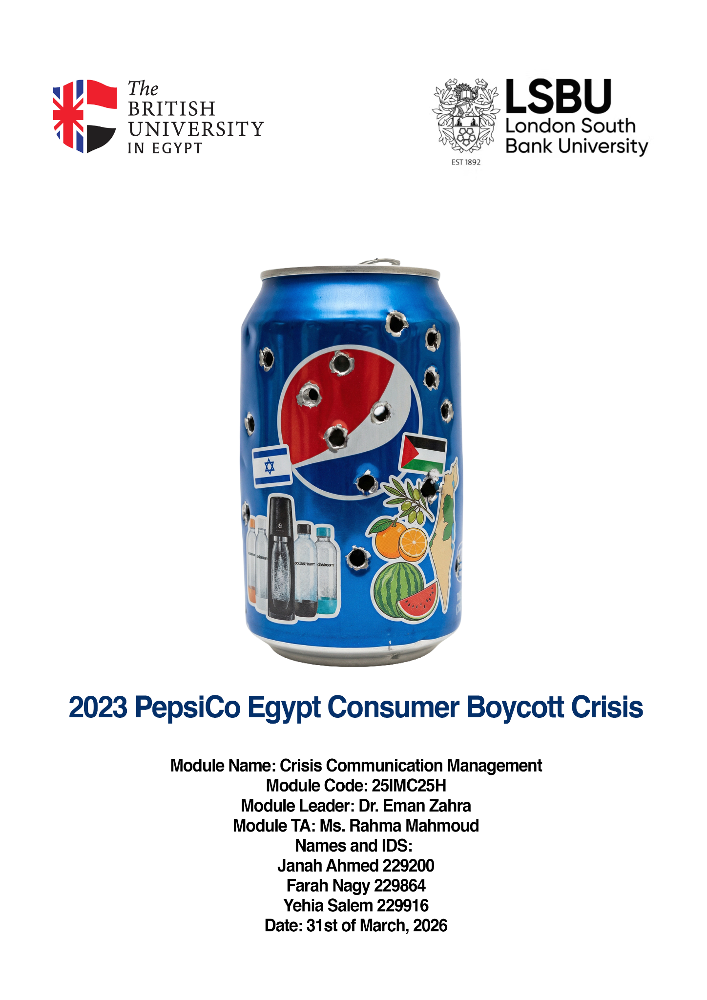 The
BRITISH
UNIVERSITY
IN EGYPT
LSBU
London South
Bank University
EST 1892
sodastream
sodastream
2023 PepsiCo Egypt Consumer Boycott Crisis
Module Name: Crisis Communication Management
Module Code: 25IMC25H
Module Leader: Dr. Eman Zahra
Module TA: Ms. Rahma Mahmoud
Names and IDS:
Janah Ahmed 229200
Farah Nagy 229864
Yehia Salem 229916
Date: 31st of March, 2026